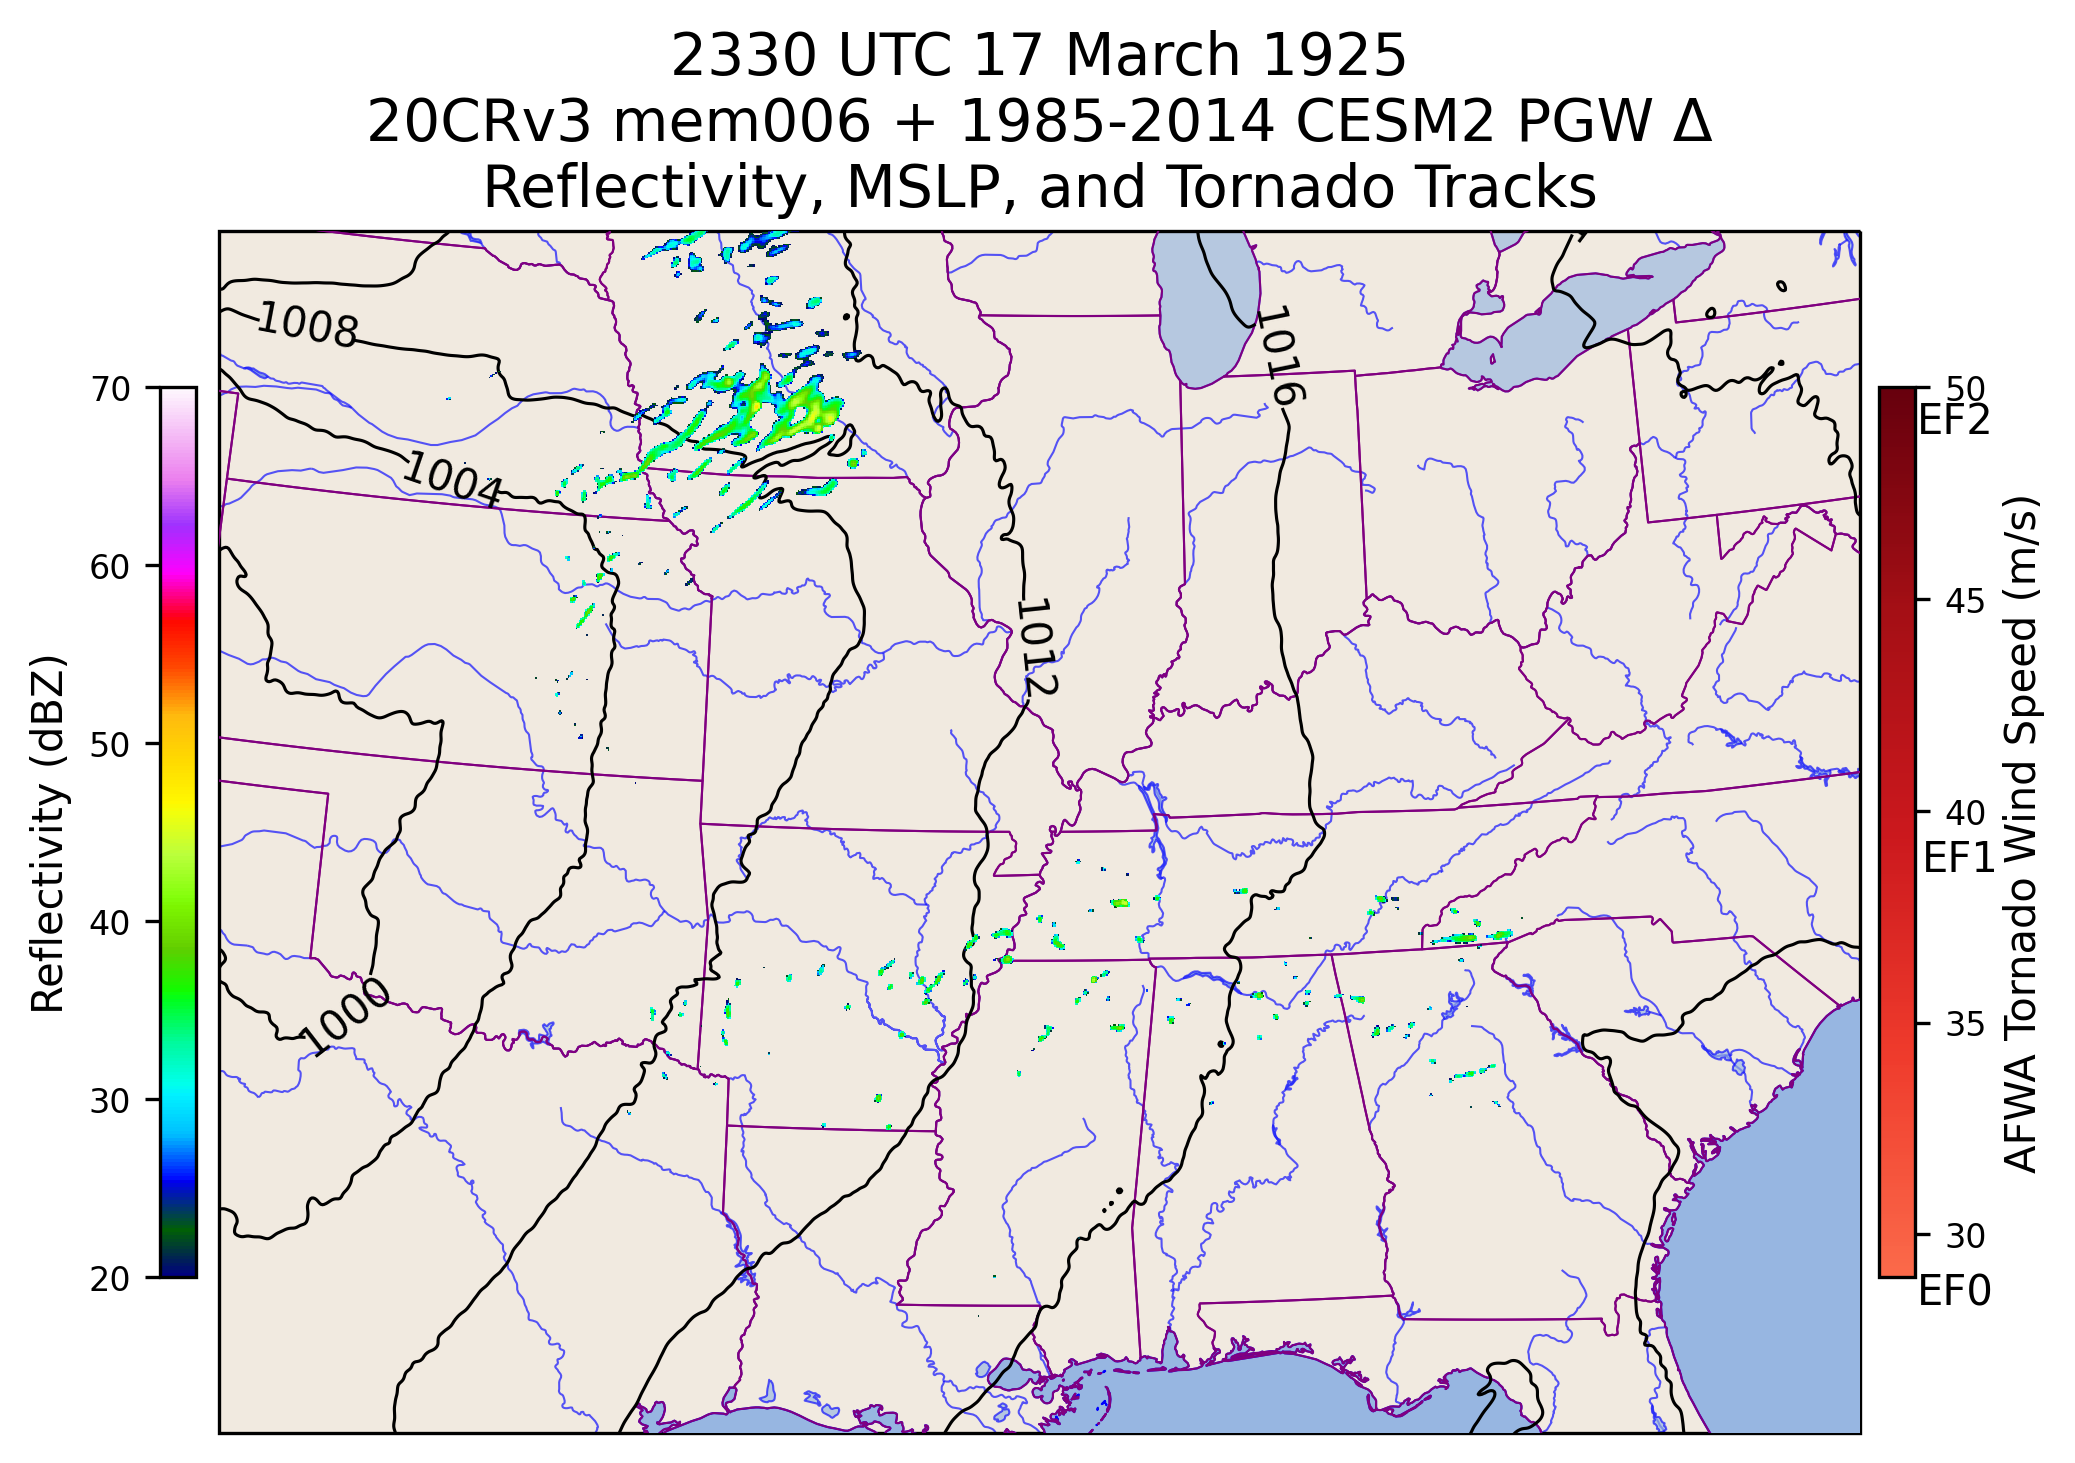 2330 UTC 17 March 1925
20CRv3 mem006 + 1985-2014 CESM2 PGW Δ
Reflectivity, MSLP, and Tornado Tracks
1008
1004
1000
1012
1016
70
60
50
40
30
20
Reflectivity (dBZ)
50
EF2
45
40
EF1
35
30
EF0
AFWA Tornado Wind Speed (m/s)